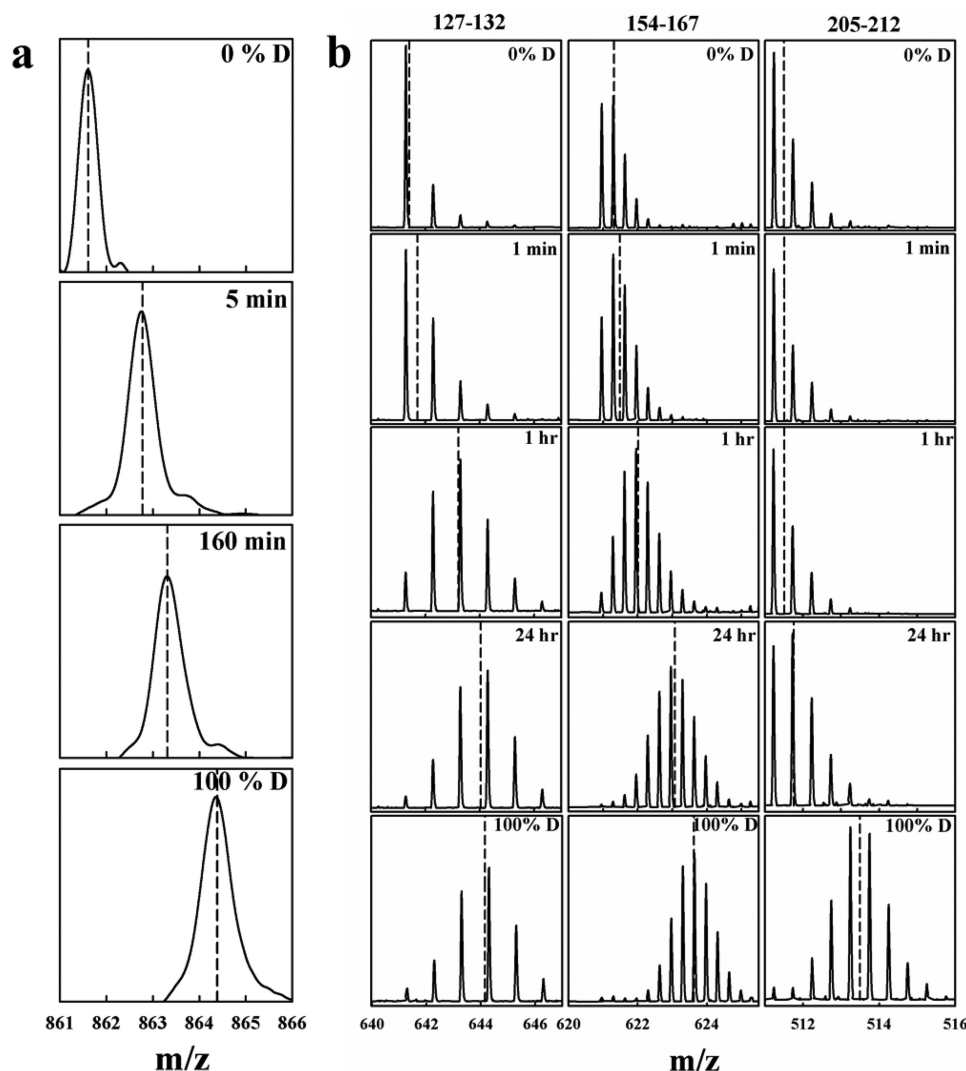 a
0 % D
5 min
160 min
100 % D
861 862 863 864 865 866
m/z
b
127-132 154-167 205-212
0% D 0% D 0% D
1 min 1 min 1 min
1 hr 1 hr 1 hr
24 hr 24 hr 24 hr
100% D 100% D 100% D
640 642 644 646 620 622 624 512 514 516
m/z m/z